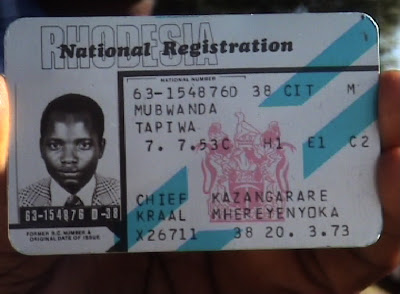 RHODESIA
National Registration
NATIONAL NUMBER
63-154876D 38 CIT M
MUBWANDA
TAPIWA
7. 7.53C H1 E1 C2
63-154876 D-38
CHIEF KAZANGARARE
KRAAL MHEREYENYOKA
FORMER R.C. NUMBER &
ORIGINAL DATE OF ISSUE
X26711 38 20. 3.73